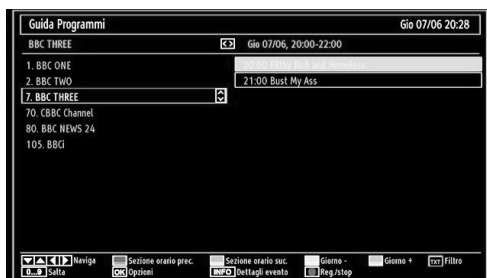 Guida Programmi Gio 07/06 20:28
BBC THREE Gio 07/06, 20:00-22:00
1. BBC ONE 20:00 Filthy Rich and Homeless
2. BBC TWO 21:00 Bust My Ass
7. BBC THREE
70. CBBC Channel
80. BBC NEWS 24
105. BBCi
Naviga Sezione orario prec. Sezione orario suc. Giorno - Giorno + TXT Filtro
0...9 Salta OK Opzioni INFO Dettagli evento Reg./stop